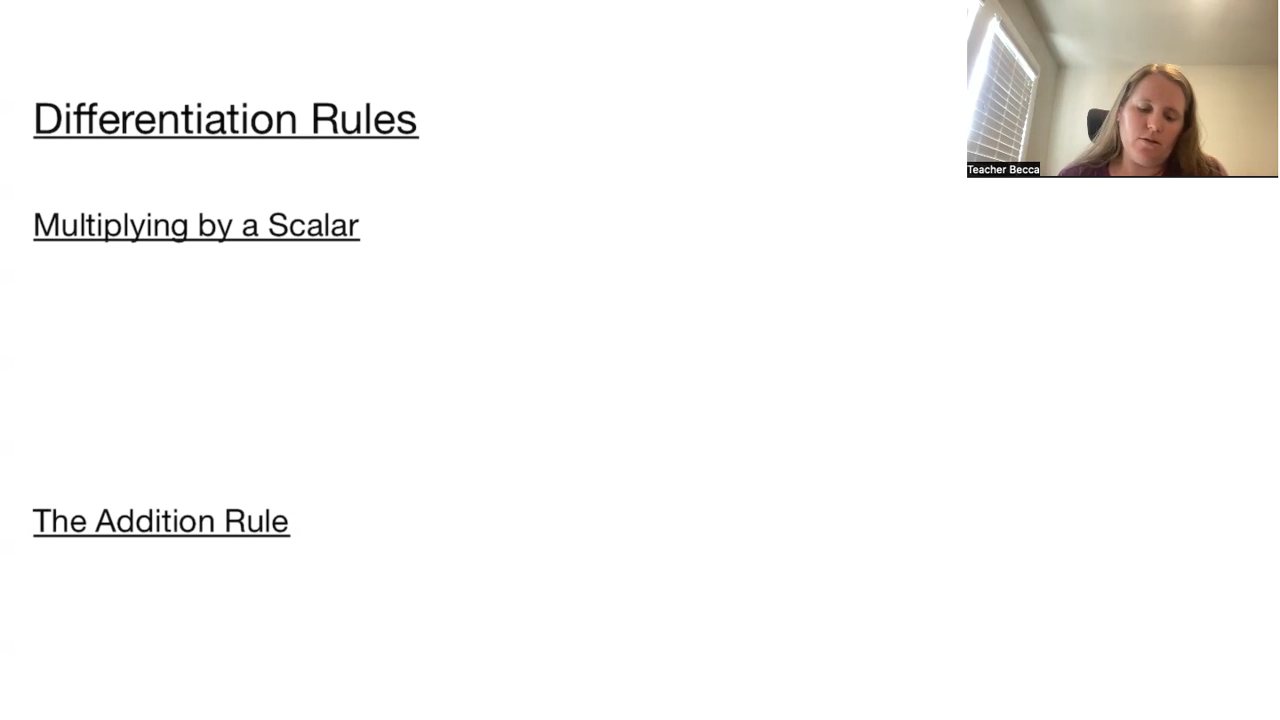 Differentiation Rules
Teacher Becca
Multiplying by a Scalar
The Addition Rule